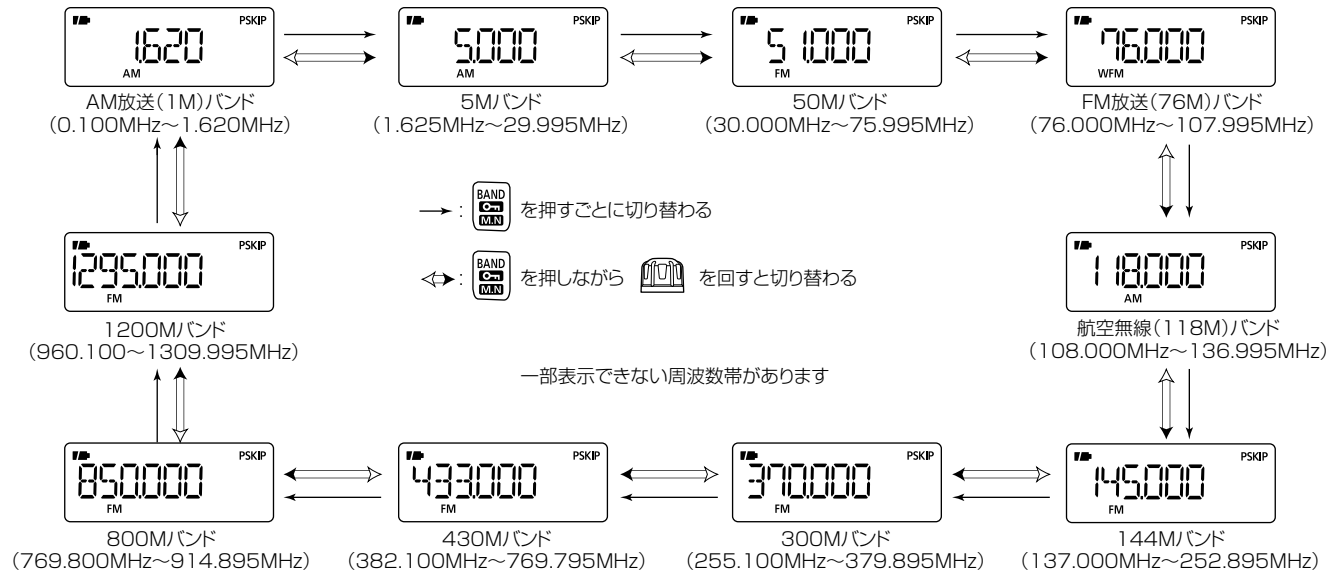 PSKIP
1.620
AM
AM放送(1M)バンド
(0.100MHz～1.620MHz)
PSKIP
5.000
AM
5Mバンド
(1.625MHz～29.995MHz)
PSKIP
51.000
FM
50Mバンド
(30.000MHz～75.995MHz)
PSKIP
76.000
WFM
FM放送(76M)バンド
(76.000MHz～107.995MHz)
→ : BAND M.N を押すごとに切り替わる
⇔ : BAND M.N を押しながら を回すと切り替わる
一部表示できない周波数帯があります
PSKIP
1295.000
FM
1200Mバンド
(960.100～1309.995MHz)
PSKIP
118.000
AM
航空無線(118M)バンド
(108.000MHz～136.995MHz)
PSKIP
850.000
FM
800Mバンド
(769.800MHz～914.895MHz)
PSKIP
433.000
FM
430Mバンド
(382.100MHz～769.795MHz)
PSKIP
370.000
FM
300Mバンド
(255.100MHz～379.895MHz)
PSKIP
145.000
FM
144Mバンド
(137.000MHz～252.895MHz)